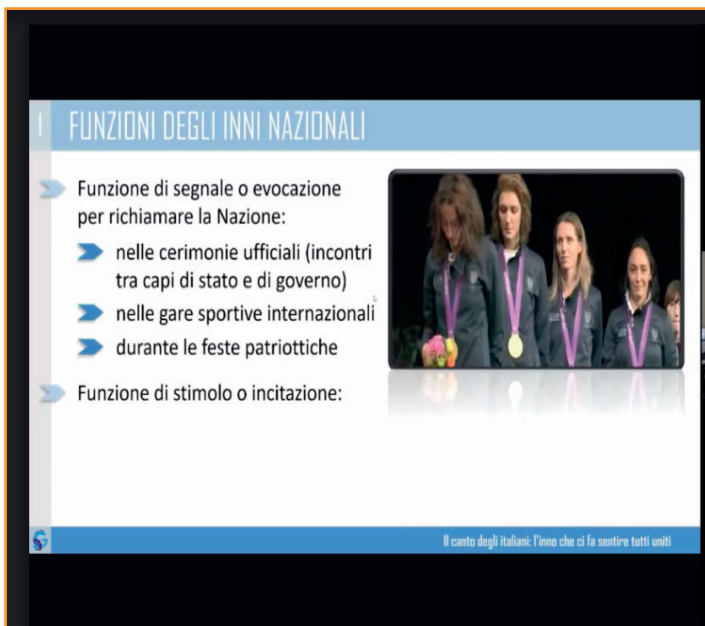 1 FUNZIONI DEGLI INNI NAZIONALI
Funzione di segnale o evocazione
per richiamare la Nazione:
nelle cerimonie ufficiali (incontri
tra capi di stato e di governo)
nelle gare sportive internazionali
durante le feste patriottiche
Funzione di stimolo o incitazione:
Il canto degli italiani: l'inno che ci fa sentire tutti uniti